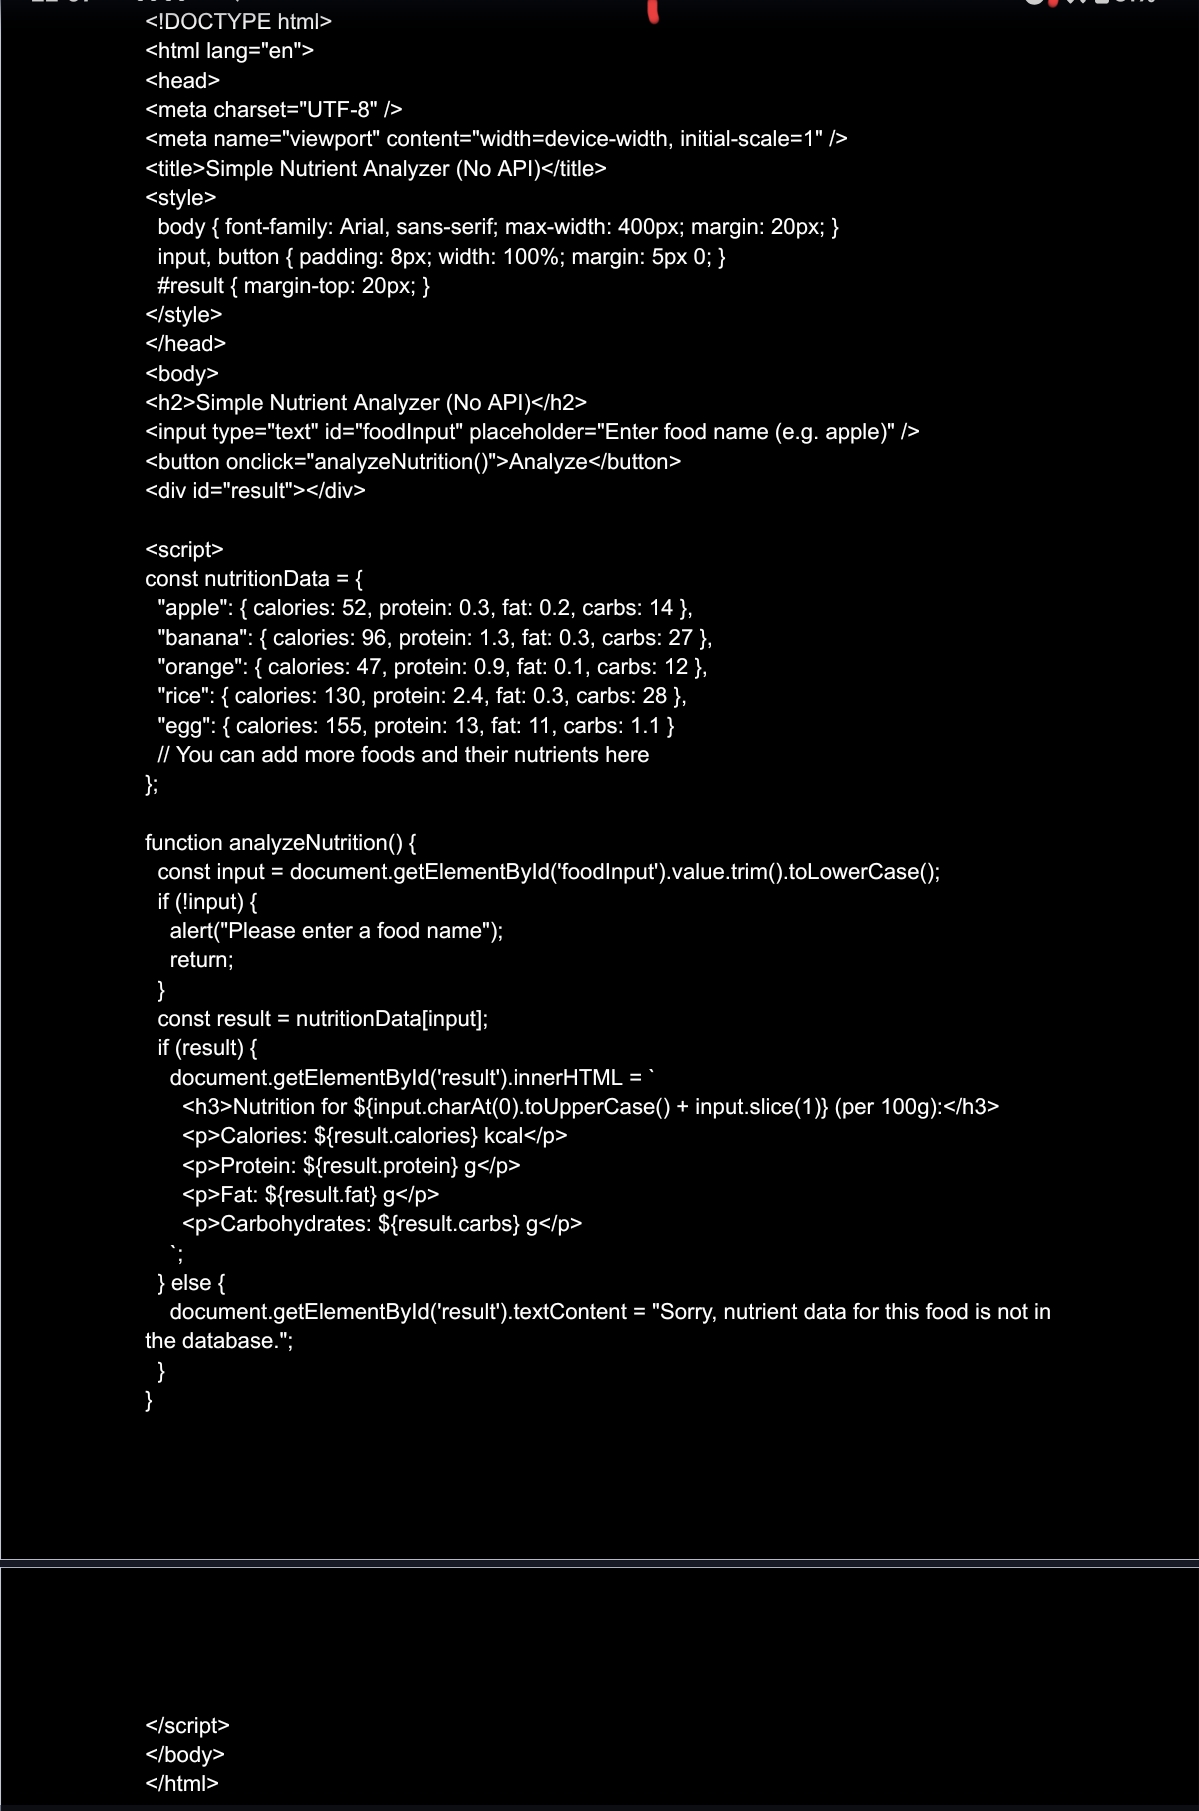 <!DOCTYPE html>
<html lang="en">
<head>
<meta charset="UTF-8" />
<meta name="viewport" content="width=device-width, initial-scale=1" />
<title>Simple Nutrient Analyzer (No API)</title>
<style>
  body { font-family: Arial, sans-serif; max-width: 400px; margin: 20px; }
  input, button { padding: 8px; width: 100%; margin: 5px 0; }
  #result { margin-top: 20px; }
</style>
</head>
<body>
<h2>Simple Nutrient Analyzer (No API)</h2>
<input type="text" id="foodInput" placeholder="Enter food name (e.g. apple)" />
<button onclick="analyzeNutrition()">Analyze</button>
<div id="result"></div>

<script>
const nutritionData = {
  "apple": { calories: 52, protein: 0.3, fat: 0.2, carbs: 14 },
  "banana": { calories: 96, protein: 1.3, fat: 0.3, carbs: 27 },
  "orange": { calories: 47, protein: 0.9, fat: 0.1, carbs: 12 },
  "rice": { calories: 130, protein: 2.4, fat: 0.3, carbs: 28 },
  "egg": { calories: 155, protein: 13, fat: 11, carbs: 1.1 }
  // You can add more foods and their nutrients here
};

function analyzeNutrition() {
  const input = document.getElementById('foodInput').value.trim().toLowerCase();
  if (!input) {
    alert("Please enter a food name");
    return;
  }
  const result = nutritionData[input];
  if (result) {
    document.getElementById('result').innerHTML = `
      <h3>Nutrition for ${input.charAt(0).toUpperCase() + input.slice(1)} (per 100g):</h3>
      <p>Calories: ${result.calories} kcal</p>
      <p>Protein: ${result.protein} g</p>
      <p>Fat: ${result.fat} g</p>
      <p>Carbohydrates: ${result.carbs} g</p>
    `;
  } else {
    document.getElementById('result').textContent = "Sorry, nutrient data for this food is not in
the database.";
  }
}

</script>
</body>
</html>